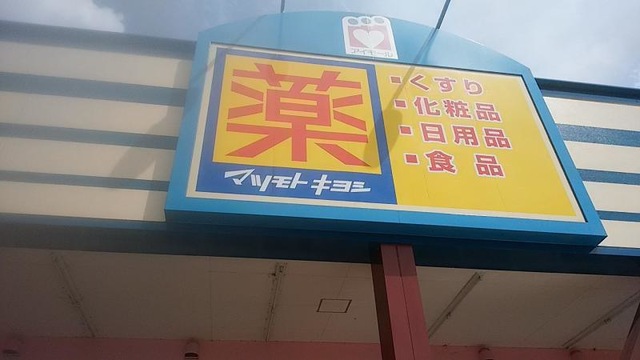 薬
マツモトキヨシ
くすり
化粧品
日用品
食品